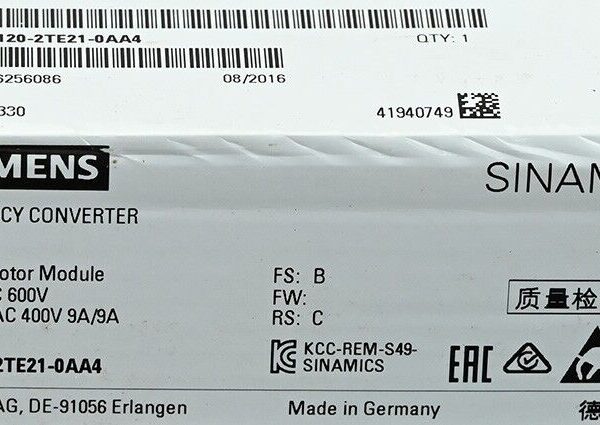 120-2TE21-0AA4
QTY: 1
6256086
08/2016
330
41940749
MENS
SINAM
CY CONVERTER
otor Module
C 600V
AC 400V 9A/9A
FS: B
FW:
RS: C
质量检
2TE21-0AA4
KCC-REM-S49-
SINAMICS
EAC
AG, DE-91056 Erlangen
Made in Germany
德